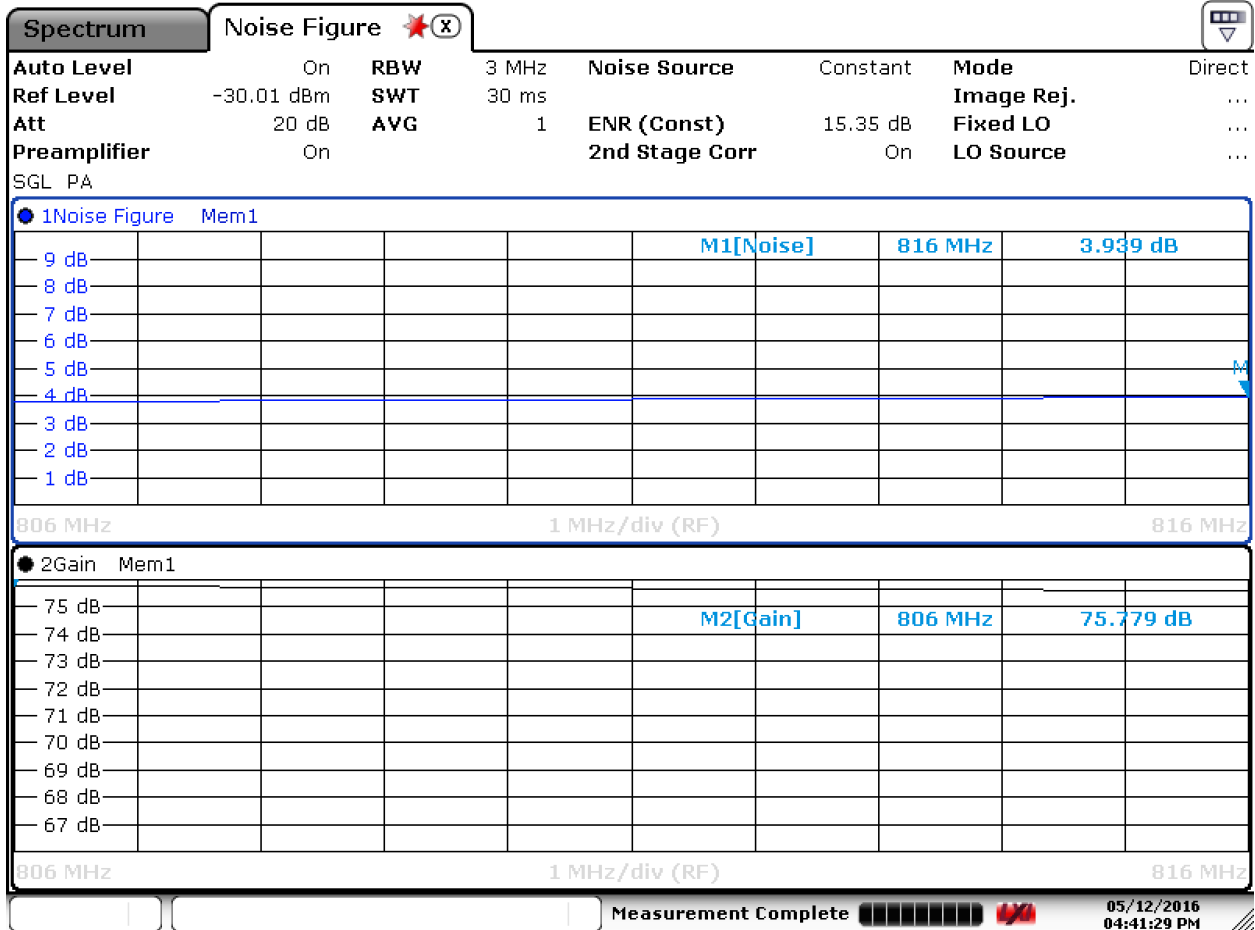 Spectrum Noise Figure X
Auto Level On RBW 3 MHz Noise Source Constant Mode Direct
Ref Level -30.01 dBm SWT 30 ms Image Rej. ...
Att 20 dB AVG 1 ENR (Const) 15.35 dB Fixed LO ...
Preamplifier On 2nd Stage Corr On LO Source ...
SGL PA
1Noise Figure Mem1
M1[Noise] 816 MHz 3.939 dB
9 dB
8 dB
7 dB
6 dB
5 dB
M
4 dB
3 dB
2 dB
1 dB
806 MHz 1 MHz/div (RF) 816 MHz
2Gain Mem1
75 dB
M2[Gain] 806 MHz 75.779 dB
74 dB
73 dB
72 dB
71 dB
70 dB
69 dB
68 dB
67 dB
806 MHz 1 MHz/div (RF) 816 MHz
Measurement Complete LXI 05/12/2016
04:41:29 PM